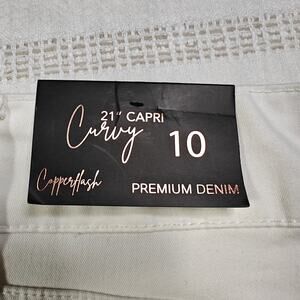 21" CAPRI
Curvy 10
Copperflash
PREMIUM DENIM